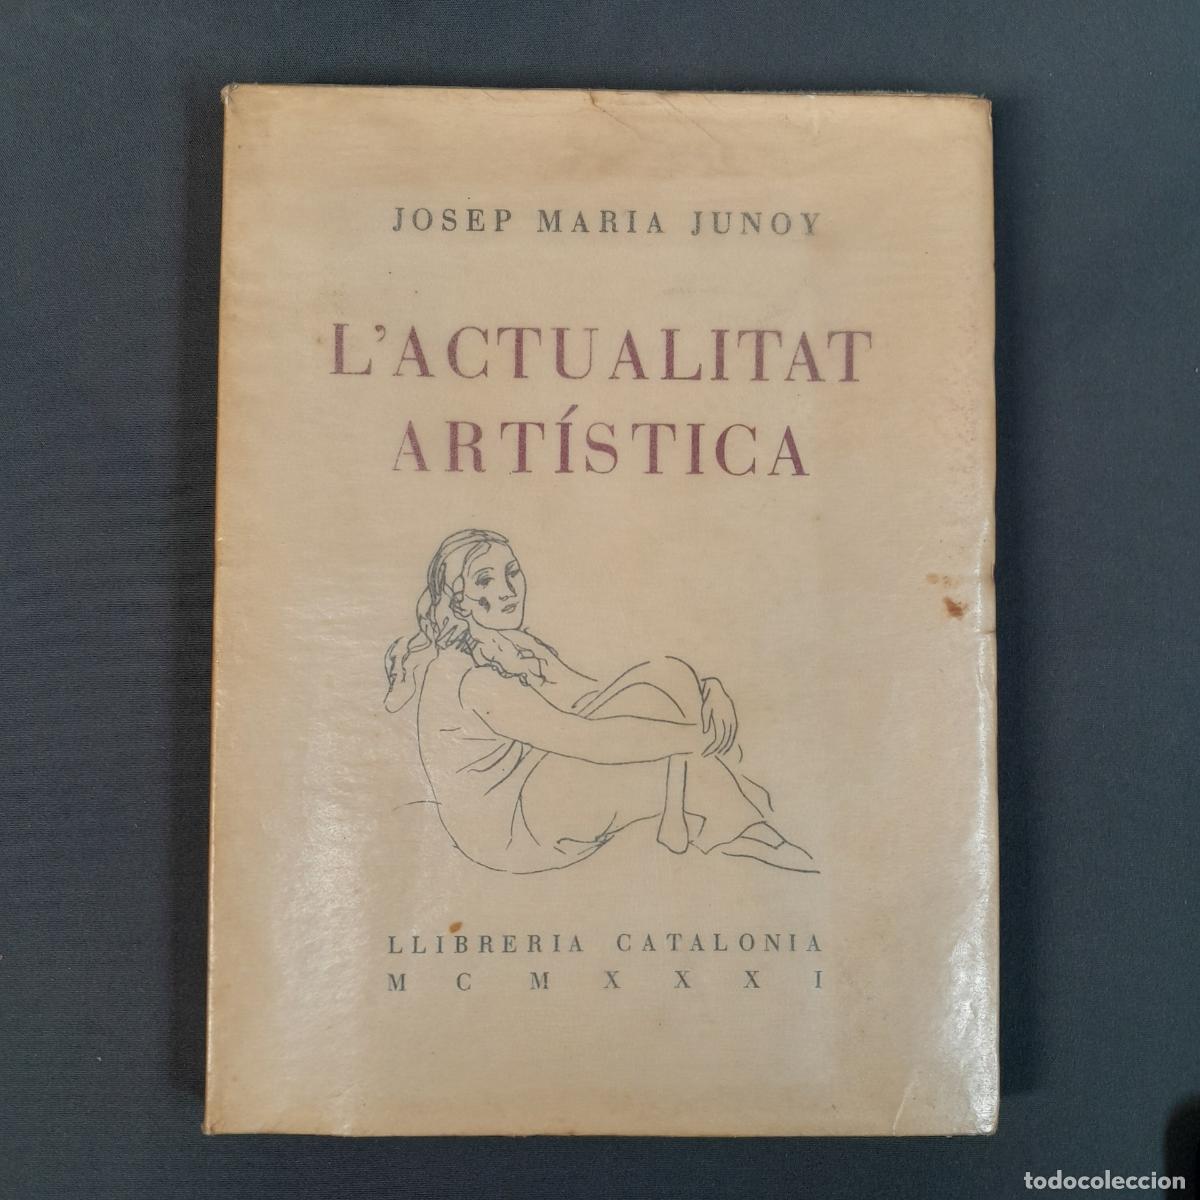 JOSEP MARIA JUNOY
L'ACTUALITAT
ARTÍSTICA
LLIBRERIA CATALONIA
M C M X X X I
todocoleccion